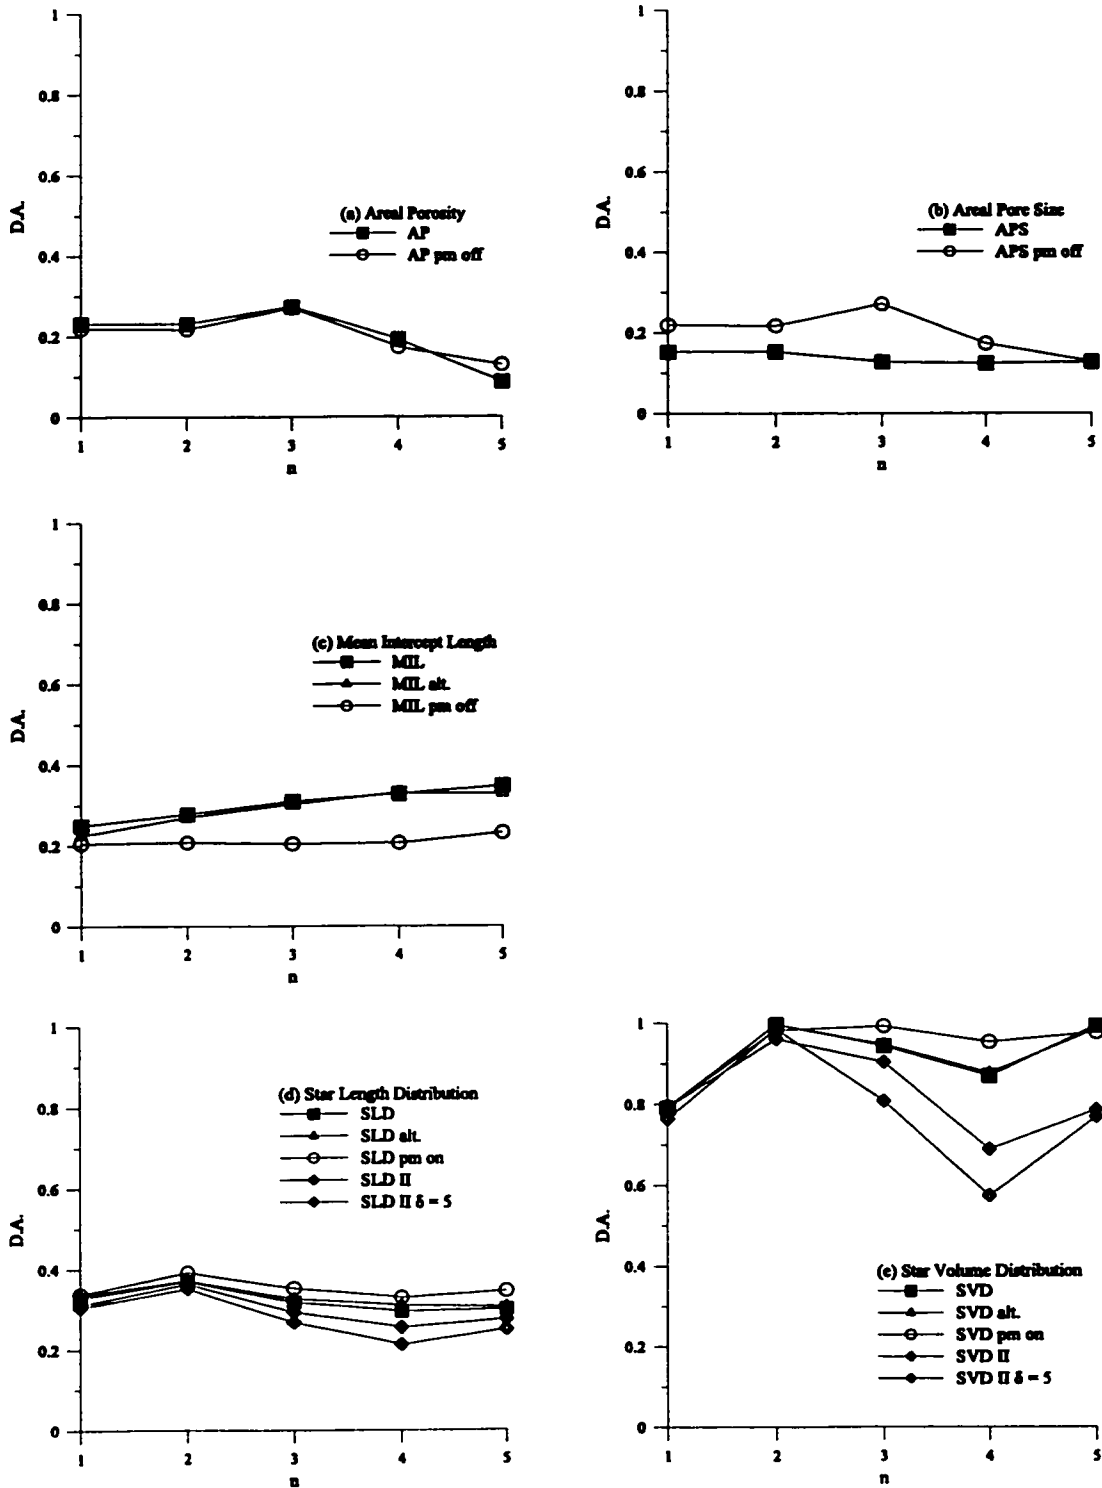 1
0.8
0.6
0.4
0.2
0
D.A.
(a) Areal Porosity
AP
AP pm off
1 2 3 4 5
n
1
0.8
0.6
0.4
0.2
0
D.A.
(b) Areal Pore Size
APS
APS pm off
1 2 3 4 5
n
1
0.8
0.6
0.4
0.2
0
D.A.
(c) Mean Intercept Length
MIL
MIL alt.
MIL pm off
1 2 3 4 5
n
1
0.8
0.6
0.4
0.2
0
D.A.
(d) Star Length Distribution
SLD
SLD alt.
SLD pm on
SLD II
SLD II δ = 5
1 2 3 4 5
n
1
0.8
0.6
0.4
0.2
0
D.A.
(e) Star Volume Distribution
SVD
SVD alt.
SVD pm on
SVD II
SVD II δ = 5
1 2 3 4 5
n